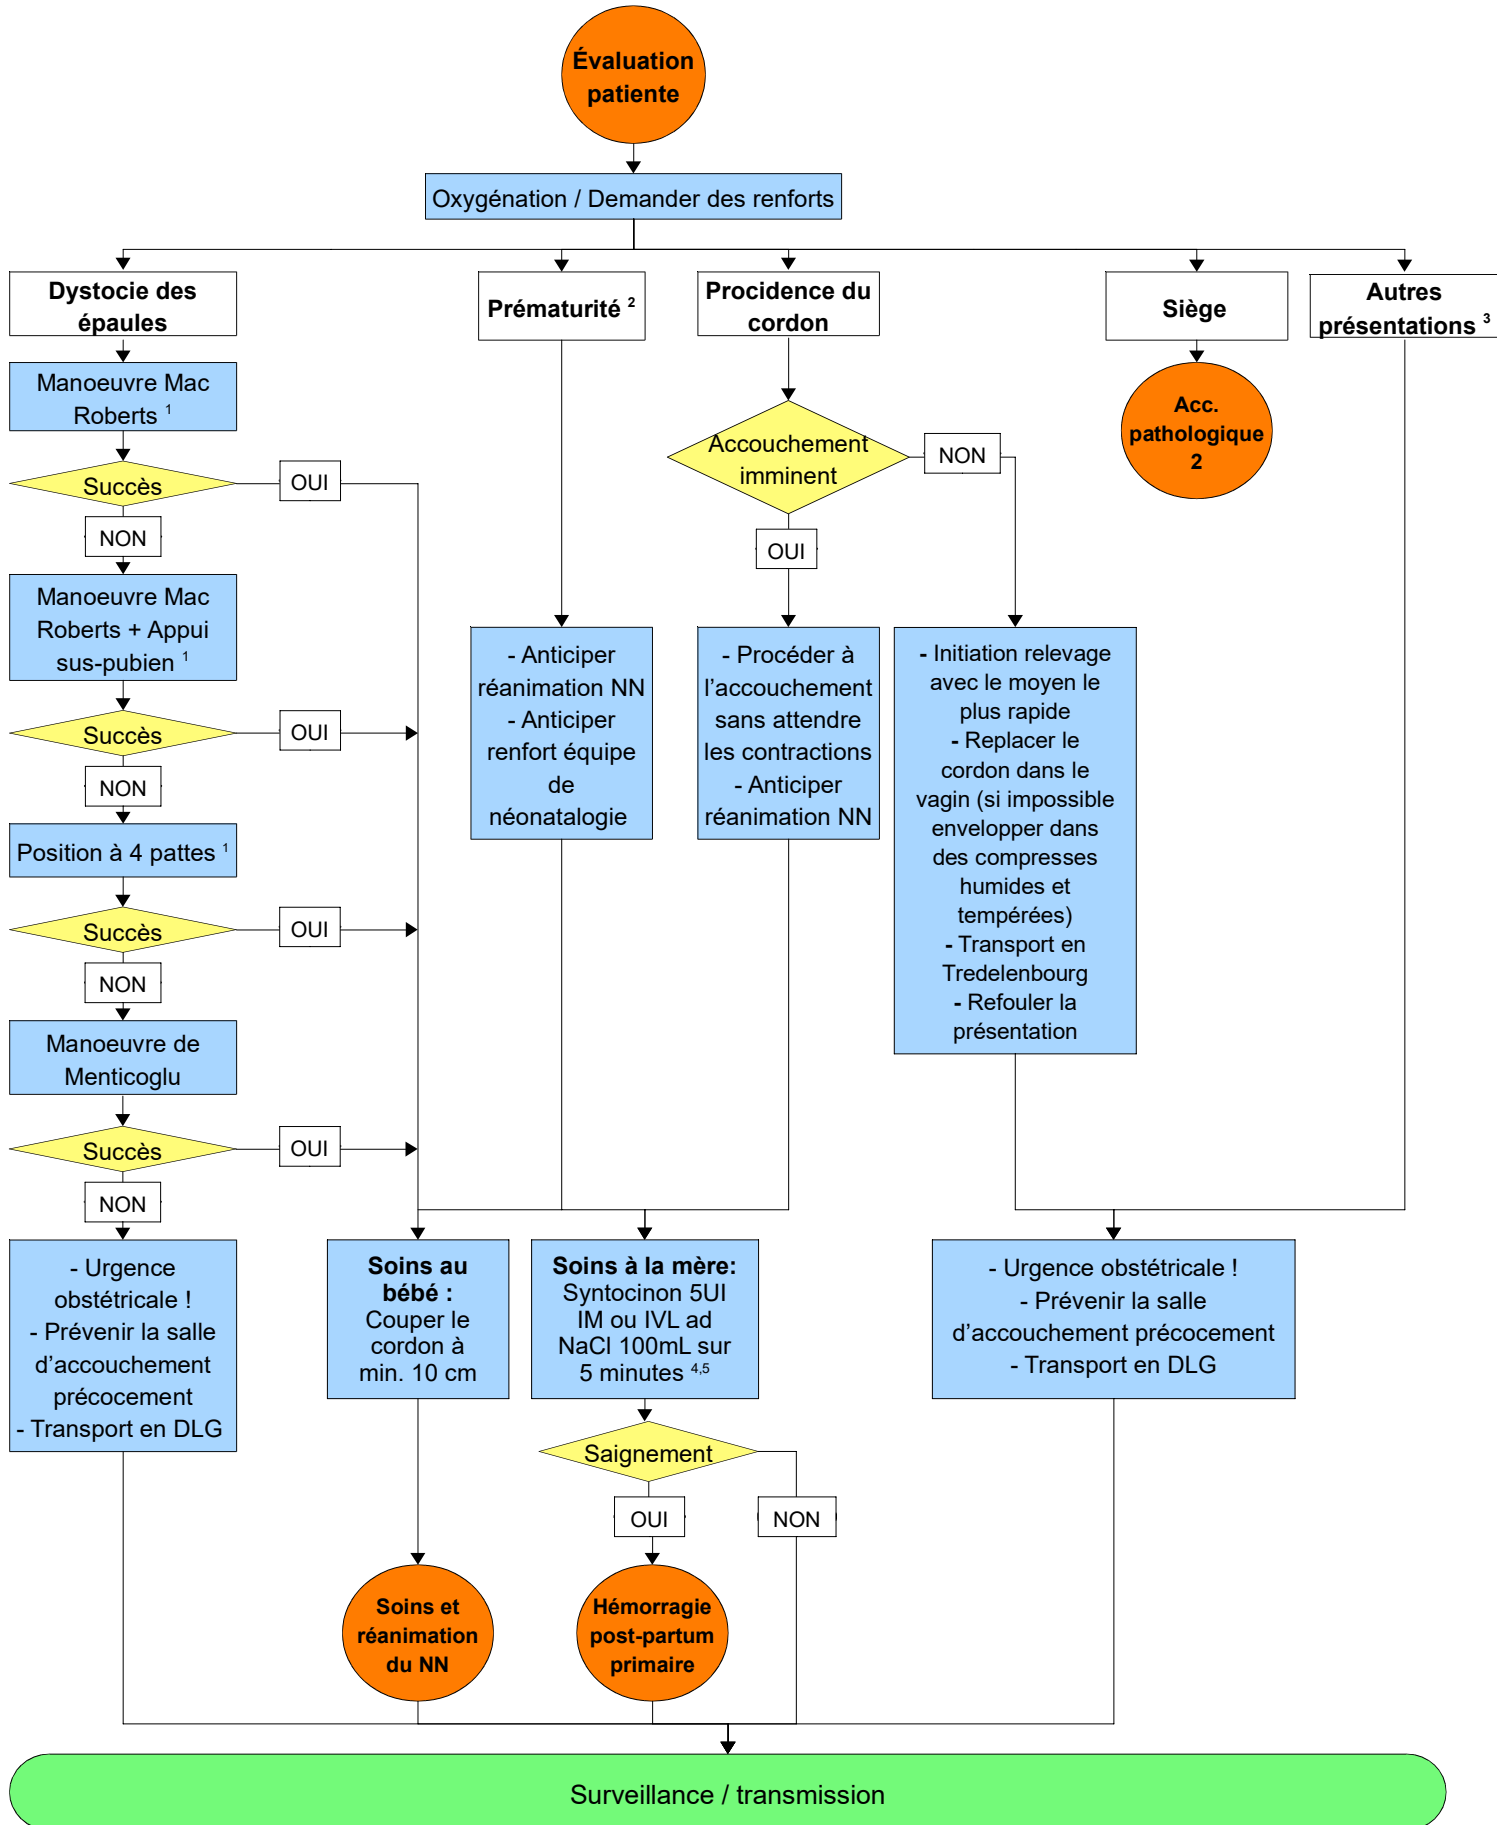 Évaluation
patiente
Oxygénation / Demander des renforts
Dystocie des
épaules
Prématurité ²
Procidence du
cordon
Siège
Autres
présentations ³
Manoeuvre Mac
Roberts ¹
Succès
OUI
NON
Manoeuvre Mac
Roberts + Appui
sus-pubien ¹
Succès
OUI
NON
Position à 4 pattes ¹
Succès
OUI
NON
Manoeuvre de
Menticoglu
Succès
OUI
NON
- Urgence
obstétricale !
- Prévenir la salle
d’accouchement
précocement
- Transport en DLG
- Anticiper
réanimation NN
- Anticiper
renfort équipe
de
néonatalogie
Accouchement
imminent
NON
OUI
- Procéder à
l’accouchement
sans attendre
les contractions
- Anticiper
réanimation NN
- Initiation relevage
avec le moyen le
plus rapide
- Replacer le
cordon dans le
vagin (si impossible
envelopper dans
des compresses
humides et
tempérées)
- Transport en
Tredelenbourg
- Refouler la
présentation
Acc.
pathologique
2
Soins au
bébé :
Couper le
cordon à
min. 10 cm
Soins à la mère:
Syntocinon 5UI
IM ou IVL ad
NaCl 100mL sur
5 minutes ⁴,⁵
- Urgence obstétricale !
- Prévenir la salle
d’accouchement précocement
- Transport en DLG
Saignement
OUI
NON
Soins et
réanimation
du NN
Hémorragie
post-partum
primaire
Surveillance / transmission